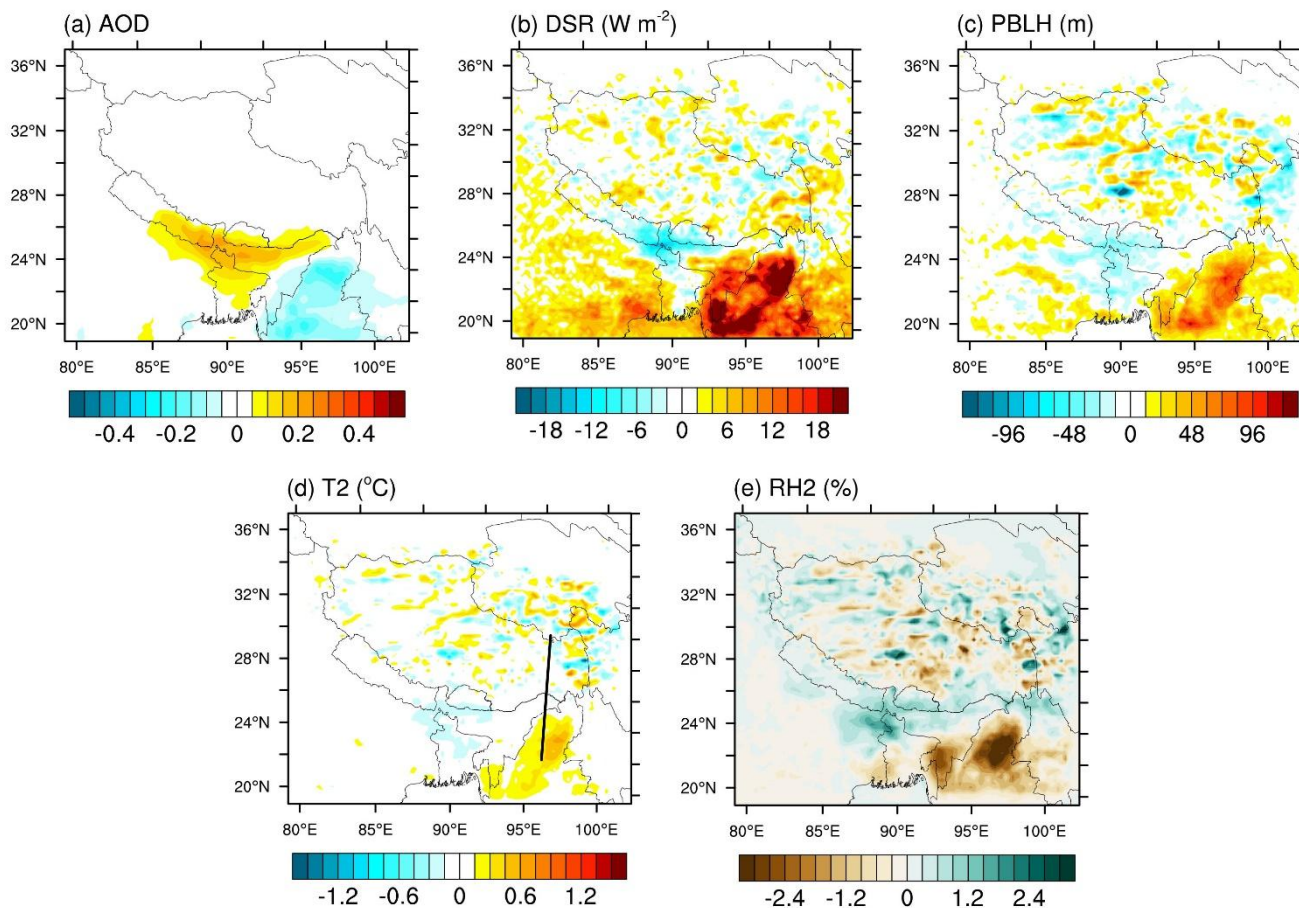 (a) AOD
(b) DSR (W m⁻²)
(c) PBLH (m)
36°N
32°N
28°N
24°N
20°N
80°E 85°E 90°E 95°E 100°E
-0.4 -0.2 0 0.2 0.4
36°N
32°N
28°N
24°N
20°N
80°E 85°E 90°E 95°E 100°E
-18 -12 -6 0 6 12 18
36°N
32°N
28°N
24°N
20°N
80°E 85°E 90°E 95°E 100°E
-96 -48 0 48 96
(d) T2 (°C)
(e) RH2 (%)
36°N
32°N
28°N
24°N
20°N
80°E 85°E 90°E 95°E 100°E
-1.2 -0.6 0 0.6 1.2
36°N
32°N
28°N
24°N
20°N
80°E 85°E 90°E 95°E 100°E
-2.4 -1.2 0 1.2 2.4